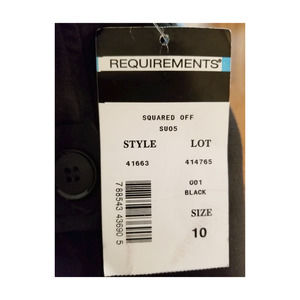 REQUIREMENTS®
SQUARED OFF
SU05
STYLE LOT
41663 414765
001
BLACK
SIZE
10
7 88543 43690 5